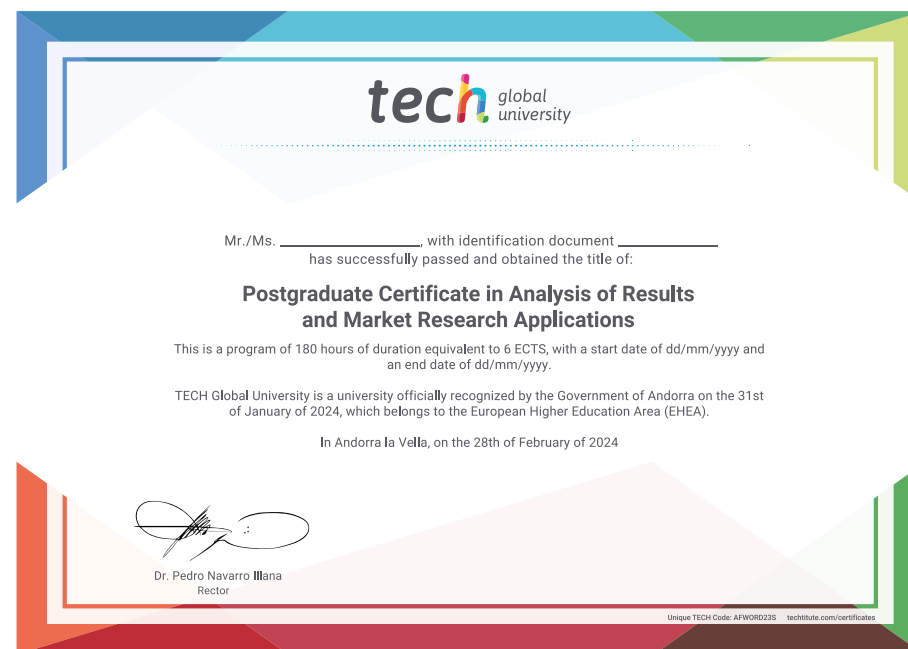 tech global
university
Mr./Ms. ____________, with identification document ____________
has successfully passed and obtained the title of:
Postgraduate Certificate in Analysis of Results
and Market Research Applications
This is a program of 180 hours of duration equivalent to 6 ECTS, with a start date of dd/mm/yyyy and
an end date of dd/mm/yyyy.
TECH Global University is a university officially recognized by the Government of Andorra on the 31st
of January of 2024, which belongs to the European Higher Education Area (EHEA).
In Andorra la Vella, on the 28th of February of 2024
Dr. Pedro Navarro Illana
Rector
Unique TECH Code: AFWORD23S techtitute.com/certificates